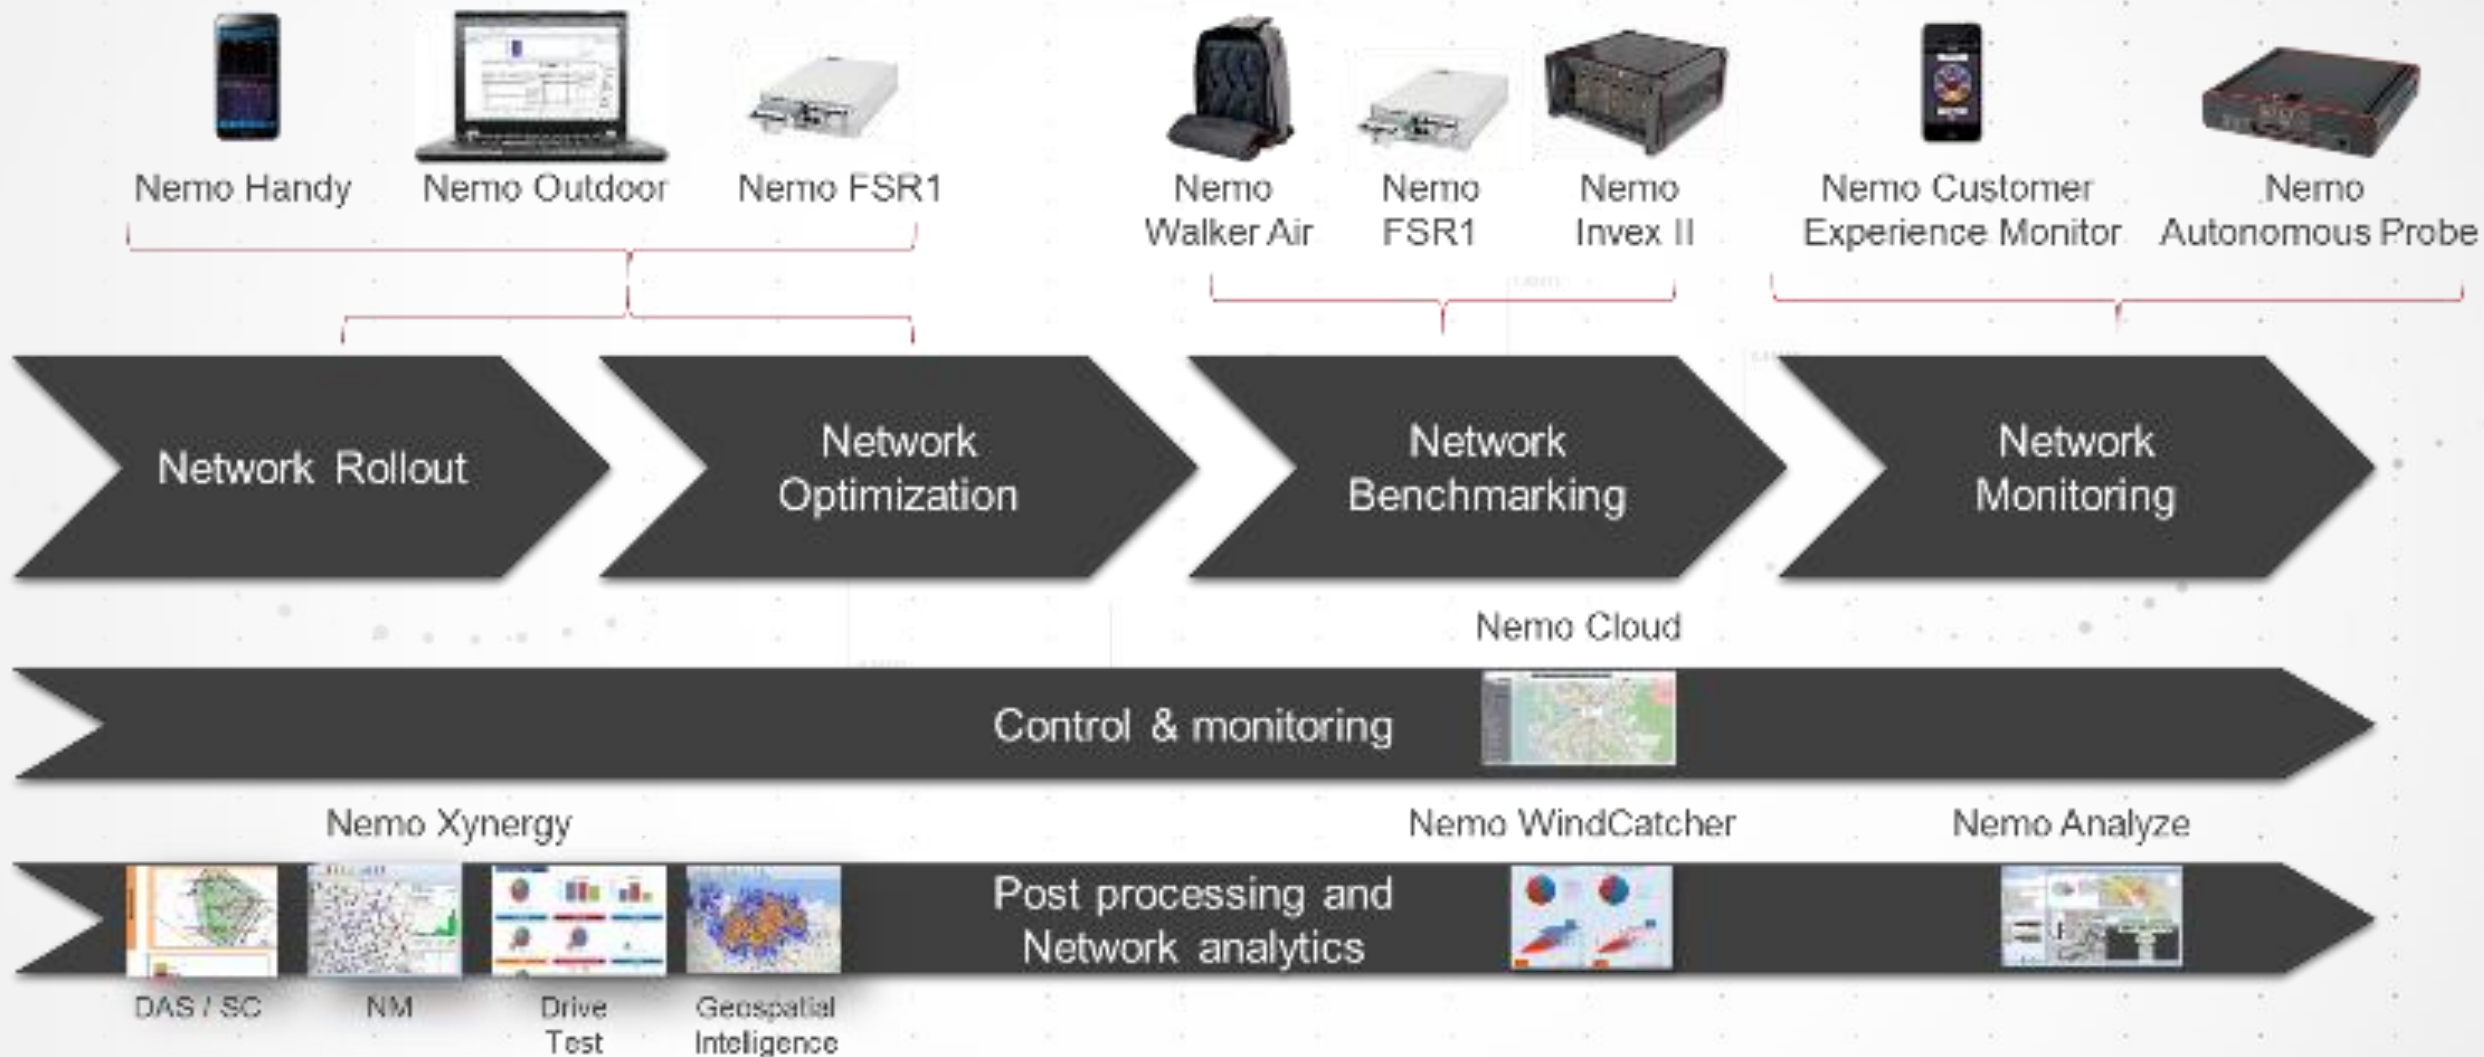 Nemo Handy
Nemo Outdoor
Nemo FSR1
Nemo
Walker Air
Nemo
FSR1
Nemo
Invex II
Nemo Customer
Experience Monitor
Nemo
Autonomous Probe
Network Rollout
Network
Optimization
Network
Benchmarking
Network
Monitoring
Nemo Cloud
Control & monitoring
Nemo Xynergy
Nemo WindCatcher
Nemo Analyze
Post processing and
Network analytics
DAS / SC
NM
Drive
Test
Geospatial
Intelligence